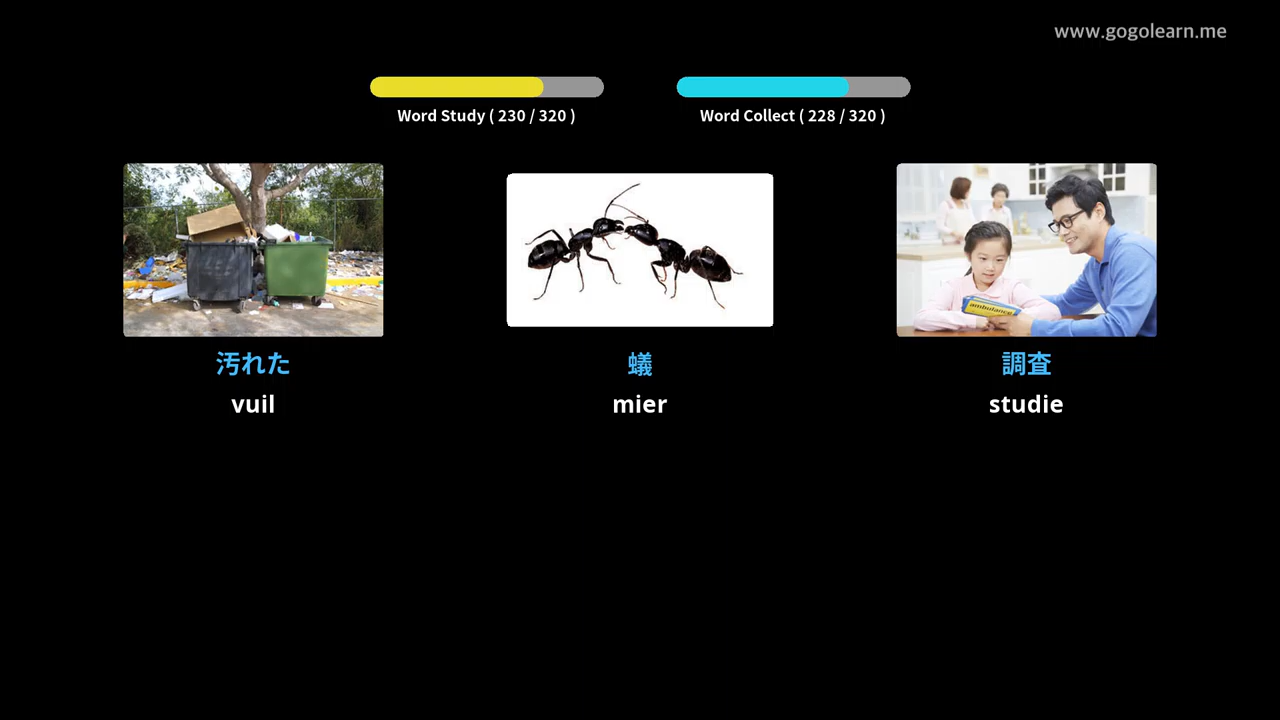 www.gogolearn.me
Word Study ( 230 / 320 )
Word Collect ( 228 / 320 )
ambulance
汚れた
蟻
調査
vuil
mier
studie